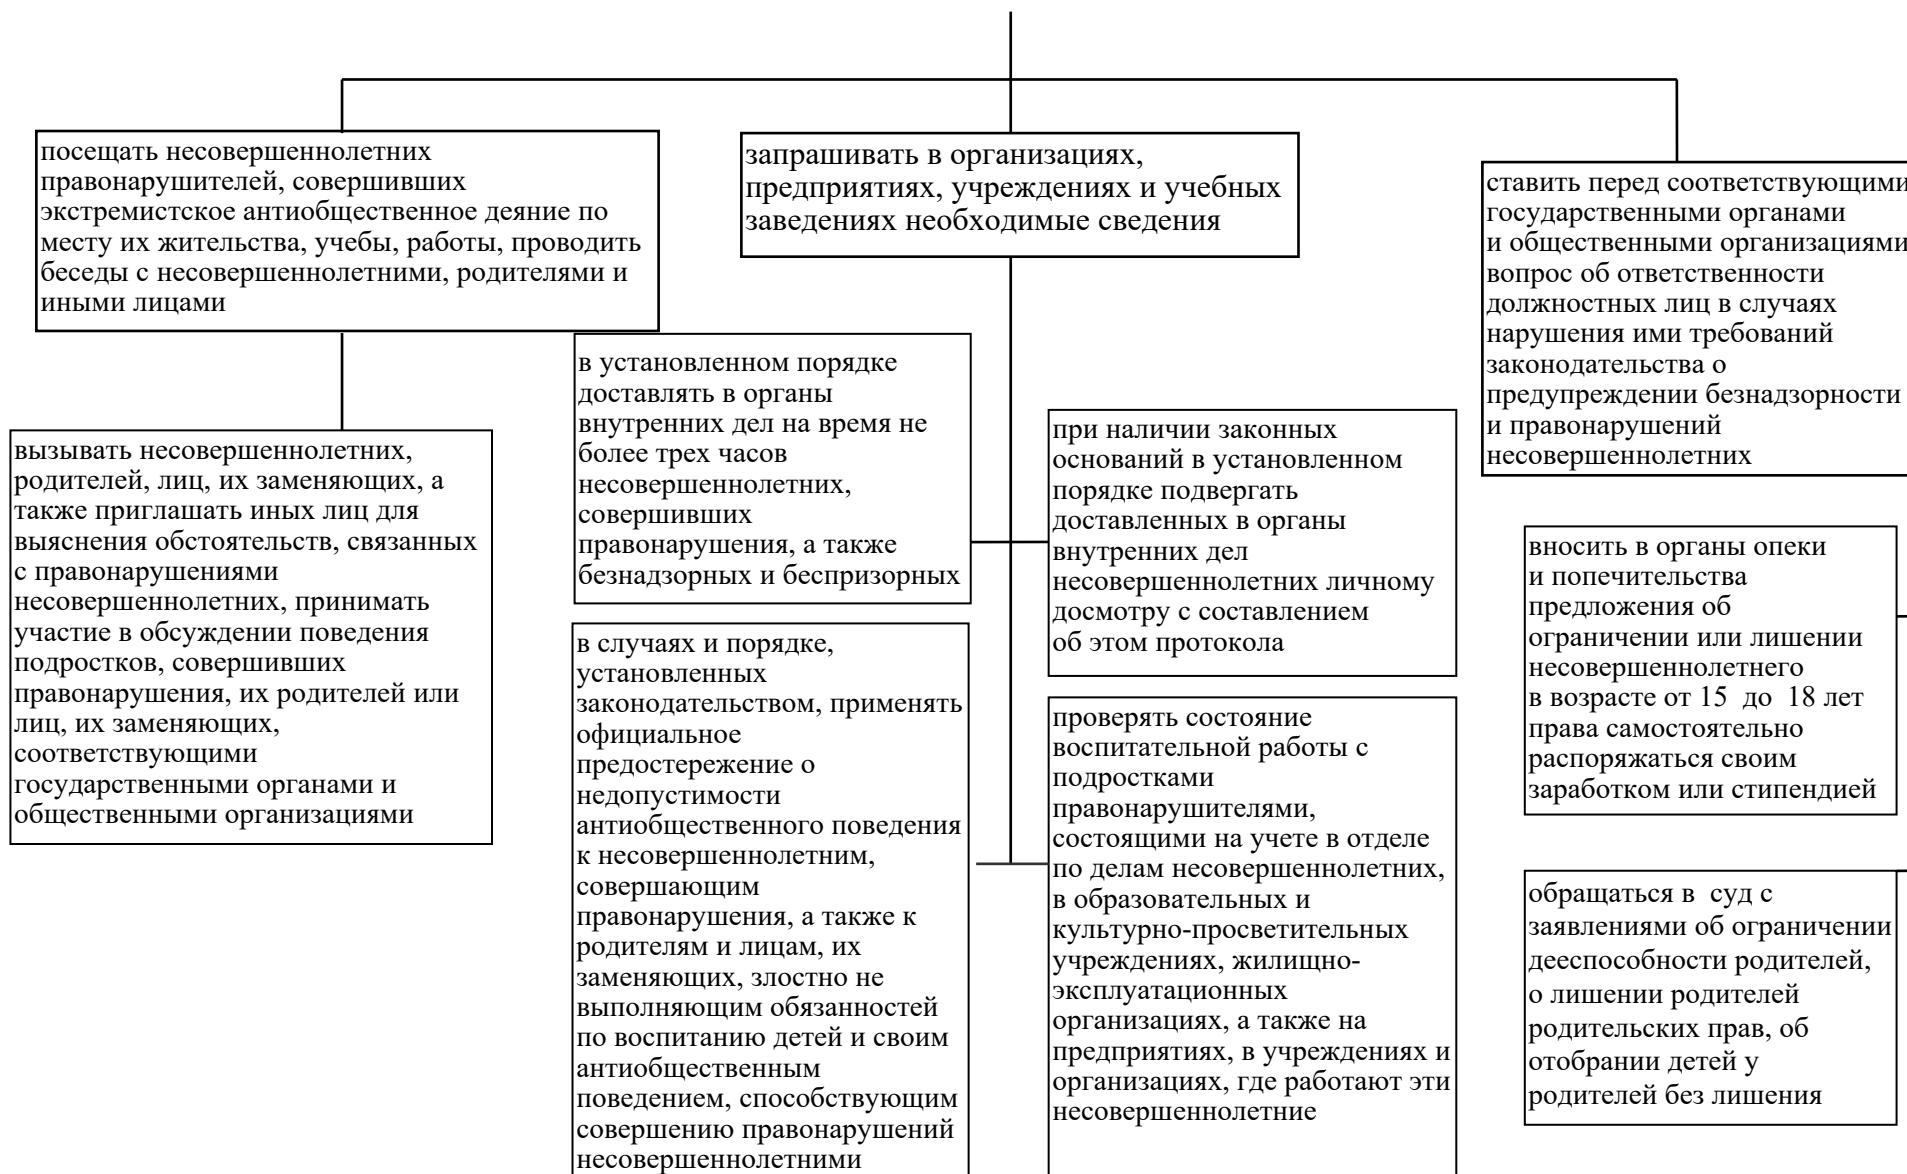 посещать несовершеннолетних
правонарушителей, совершивших
экстремистское антиобщественное деяние по
месту их жительства, учебы, работы, проводить
беседы с несовершеннолетними, родителями и
иными лицами
запрашивать в организациях,
предприятиях, учреждениях и учебных
заведениях необходимые сведения
ставить перед соответствующими
государственными органами
и общественными организациями
вопрос об ответственности
должностных лиц в случаях
нарушения ими требований
законодательства о
предупреждении безнадзорности
и правонарушений
несовершеннолетних
вызывать несовершеннолетних,
родителей, лиц, их заменяющих, а
также приглашать иных лиц для
выяснения обстоятельств, связанных
с правонарушениями
несовершеннолетних, принимать
участие в обсуждении поведения
подростков, совершивших
правонарушения, их родителей или
лиц, их заменяющих,
соответствующими
государственными органами и
общественными организациями
в установленном порядке
доставлять в органы
внутренних дел на время не
более трех часов
несовершеннолетних,
совершивших
правонарушения, а также
безнадзорных и беспризорных
при наличии законных
оснований в установленном
порядке подвергать
доставленных в органы
внутренних дел
несовершеннолетних личному
досмотру с составлением
об этом протокола
вносить в органы опеки
и попечительства
предложения об
ограничении или лишении
несовершеннолетнего
в возрасте от 15 до 18 лет
права самостоятельно
распоряжаться своим
заработком или стипендией
в случаях и порядке,
установленных
законодательством, применять
официальное
предостережение о
недопустимости
антиобщественного поведения
к несовершеннолетним,
совершающим
правонарушения, а также к
родителям и лицам, их
заменяющих, злостно не
выполняющим обязанностей
по воспитанию детей и своим
антиобщественным
поведением, способствующим
совершению правонарушений
несовершеннолетними
проверять состояние
воспитательной работы с
подростками
правонарушителями,
состоящими на учете в отделе
по делам несовершеннолетних,
в образовательных и
культурно-просветительных
учреждениях, жилищно-
эксплуатационных
организациях, а также на
предприятиях, в учреждениях и
организациях, где работают эти
несовершеннолетние
обращаться в суд с
заявлениями об ограничении
дееспособности родителей,
о лишении родителей
родительских прав, об
отобрании детей у
родителей без лишения